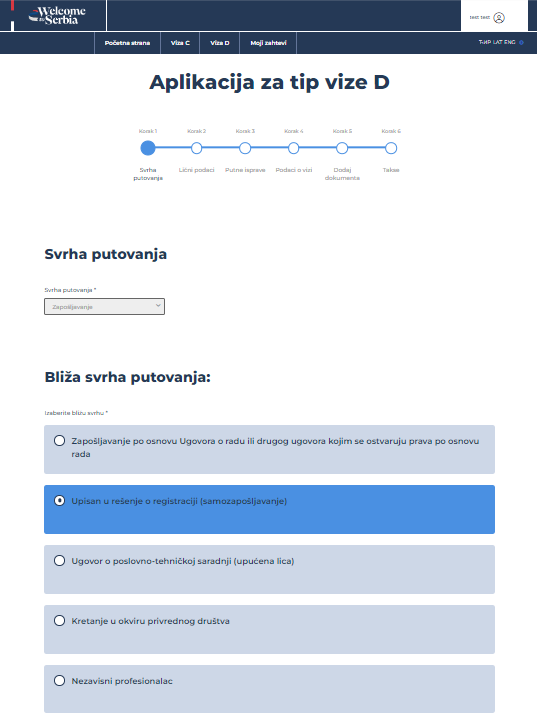 Welcome
to Serbia
test test
Početna strana
Viza C
Viza D
Moji zahtevi
ЋИР LAT ENG
Aplikacija za tip vize D
Korak 1
Korak 2
Korak 3
Korak 4
Korak 5
Korak 6
Svrha putovanja
Lični podaci
Putne isprave
Podaci o vizi
Dodaj dokumenta
Takse
Svrha putovanja
Svrha putovanja *
Zapošljavanje
Bliža svrha putovanja:
Izaberite bližu svrhu *
Zapošljavanje po osnovu Ugovora o radu ili drugog ugovora kojim se ostvaruju prava po osnovu
rada
Upisan u rešenje o registraciji (samozapošljavanje)
Ugovor o poslovno-tehničkoj saradnji (upućena lica)
Kretanje u okviru privrednog društva
Nezavisni profesionalac